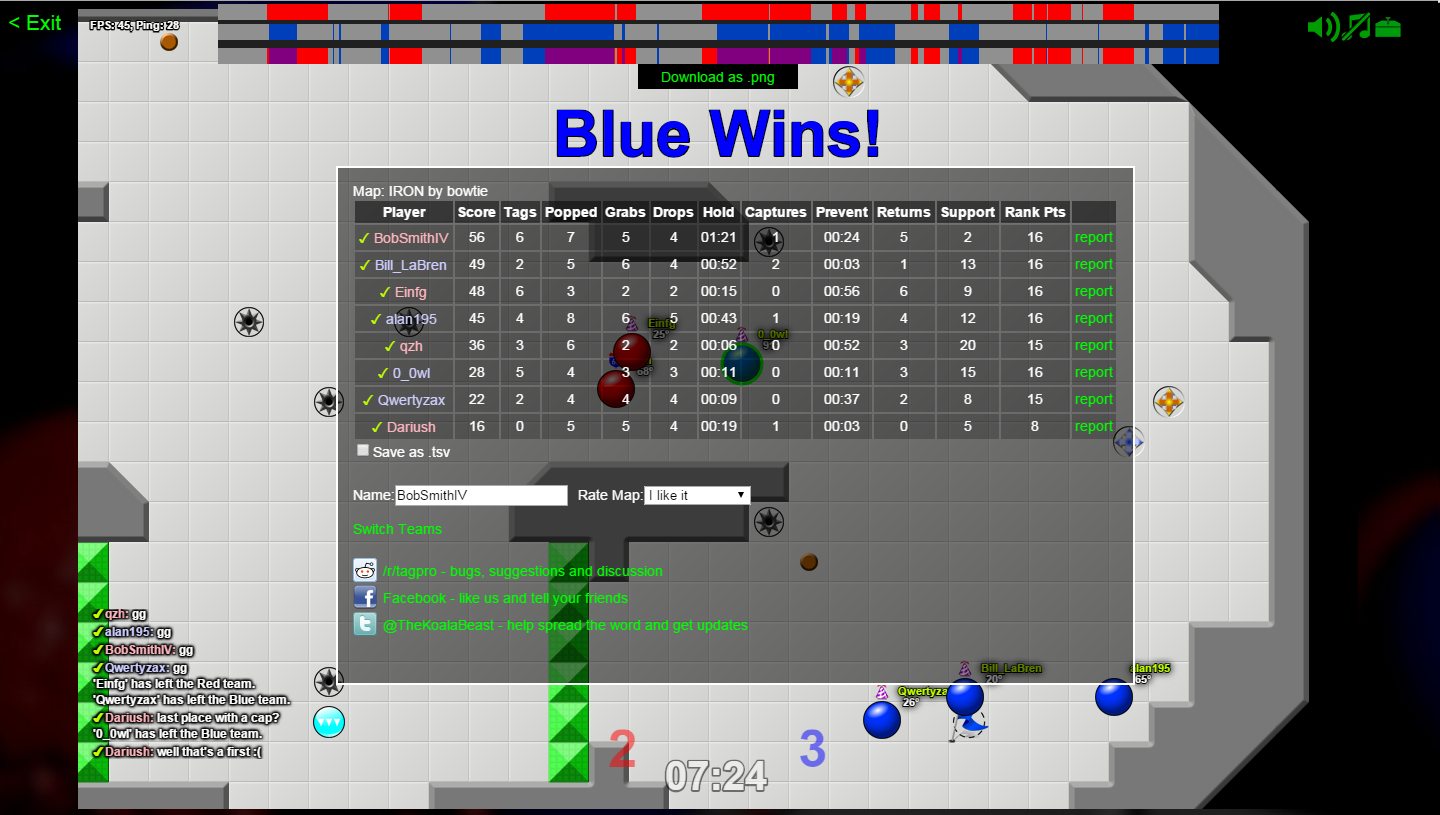 < Exit
FPS: 45, Ping: 28
Download as .png
Blue Wins!
Map: IRON by bowtie
Player Score Tags Popped Grabs Drops Hold Captures Prevent Returns Support Rank Pts
✓ BobSmithIV 56 6 7 5 4 01:21 1 00:24 5 2 16 report
✓ Bill_LaBren 49 2 5 6 4 00:52 2 00:03 1 13 16 report
✓ Einfg 48 6 3 2 2 00:15 0 00:56 6 9 16 report
✓ alan195 45 4 8 6 5 00:43 1 00:19 4 12 16 report
✓ qzh 36 3 6 2 2 00:06 0 00:52 3 20 15 report
✓ 0_0wl 28 5 4 3 3 00:11 0 00:11 3 15 16 report
✓ Qwertyzax 22 2 4 4 4 00:09 0 00:37 2 8 15 report
✓ Dariush 16 0 5 5 4 00:19 1 00:03 0 5 8 report
Einfg
25°
0_0wl
68°
Save as .tsv
Name: BobSmithIV Rate Map: I like it
Switch Teams
/r/tagpro - bugs, suggestions and discussion
Facebook - like us and tell your friends
@TheKoalaBeast - help spread the word and get updates
✓qzh: gg
✓alan195: gg
✓BobSmithIV: gg
✓Qwertyzax: gg
'Einfg' has left the Red team.
'Qwertyzax' has left the Blue team.
✓Dariush: last place with a cap?
'0_0wl' has left the Blue team.
✓Dariush: well that's a first :(
Bill_LaBren
20°
alan195
65°
Qwertyza
26°
2 3
07:24